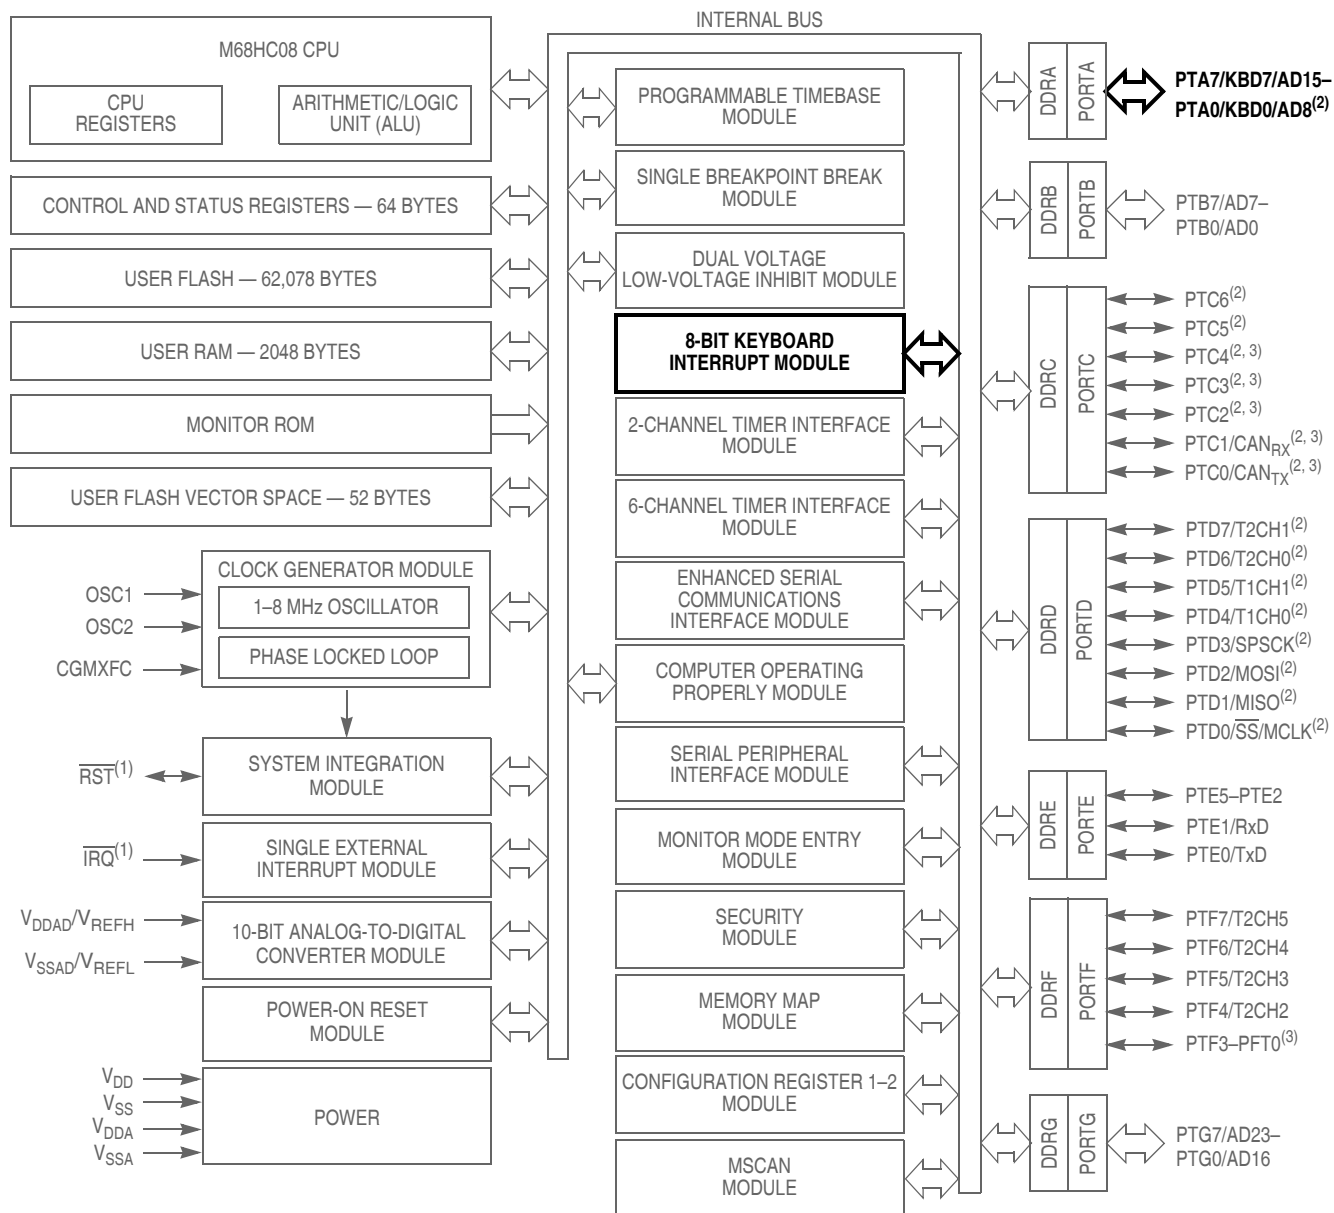 INTERNAL BUS
M68HC08 CPU
CPU
REGISTERS
ARITHMETIC/LOGIC
UNIT (ALU)
CONTROL AND STATUS REGISTERS — 64 BYTES
USER FLASH — 62,078 BYTES
USER RAM — 2048 BYTES
MONITOR ROM
USER FLASH VECTOR SPACE — 52 BYTES
OSC1
OSC2
CGMXFC
CLOCK GENERATOR MODULE
1–8 MHz OSCILLATOR
PHASE LOCKED LOOP
RST(1)
SYSTEM INTEGRATION
MODULE
IRQ(1)
SINGLE EXTERNAL
INTERRUPT MODULE
VDDAD/VREFH
VSSAD/VREFL
10-BIT ANALOG-TO-DIGITAL
CONVERTER MODULE
POWER-ON RESET
MODULE
VDD
VSS
VDDA
VSSA
POWER
PROGRAMMABLE TIMEBASE
MODULE
SINGLE BREAKPOINT BREAK
MODULE
DUAL VOLTAGE
LOW-VOLTAGE INHIBIT MODULE
8-BIT KEYBOARD
INTERRUPT MODULE
2-CHANNEL TIMER INTERFACE
MODULE
6-CHANNEL TIMER INTERFACE
MODULE
ENHANCED SERIAL
COMMUNICATIONS
INTERFACE MODULE
COMPUTER OPERATING
PROPERLY MODULE
SERIAL PERIPHERAL
INTERFACE MODULE
MONITOR MODE ENTRY
MODULE
SECURITY
MODULE
MEMORY MAP
MODULE
CONFIGURATION REGISTER 1–2
MODULE
MSCAN
MODULE
DDRA
PORTA
PTA7/KBD7/AD15–
PTA0/KBD0/AD8(2)
DDRB
PORTB
PTB7/AD7–
PTB0/AD0
DDRC
PORTC
PTC6(2)
PTC5(2)
PTC4(2, 3)
PTC3(2, 3)
PTC2(2, 3)
PTC1/CANRX(2, 3)
PTC0/CANTX(2, 3)
DDRD
PORTD
PTD7/T2CH1(2)
PTD6/T2CH0(2)
PTD5/T1CH1(2)
PTD4/T1CH0(2)
PTD3/SPSCK(2)
PTD2/MOSI(2)
PTD1/MISO(2)
PTD0/SS/MCLK(2)
DDRE
PORTE
PTE5–PTE2
PTE1/RxD
PTE0/TxD
DDRF
PORTF
PTF7/T2CH5
PTF6/T2CH4
PTF5/T2CH3
PTF4/T2CH2
PTF3–PFT0(3)
DDRG
PORTG
PTG7/AD23–
PTG0/AD16